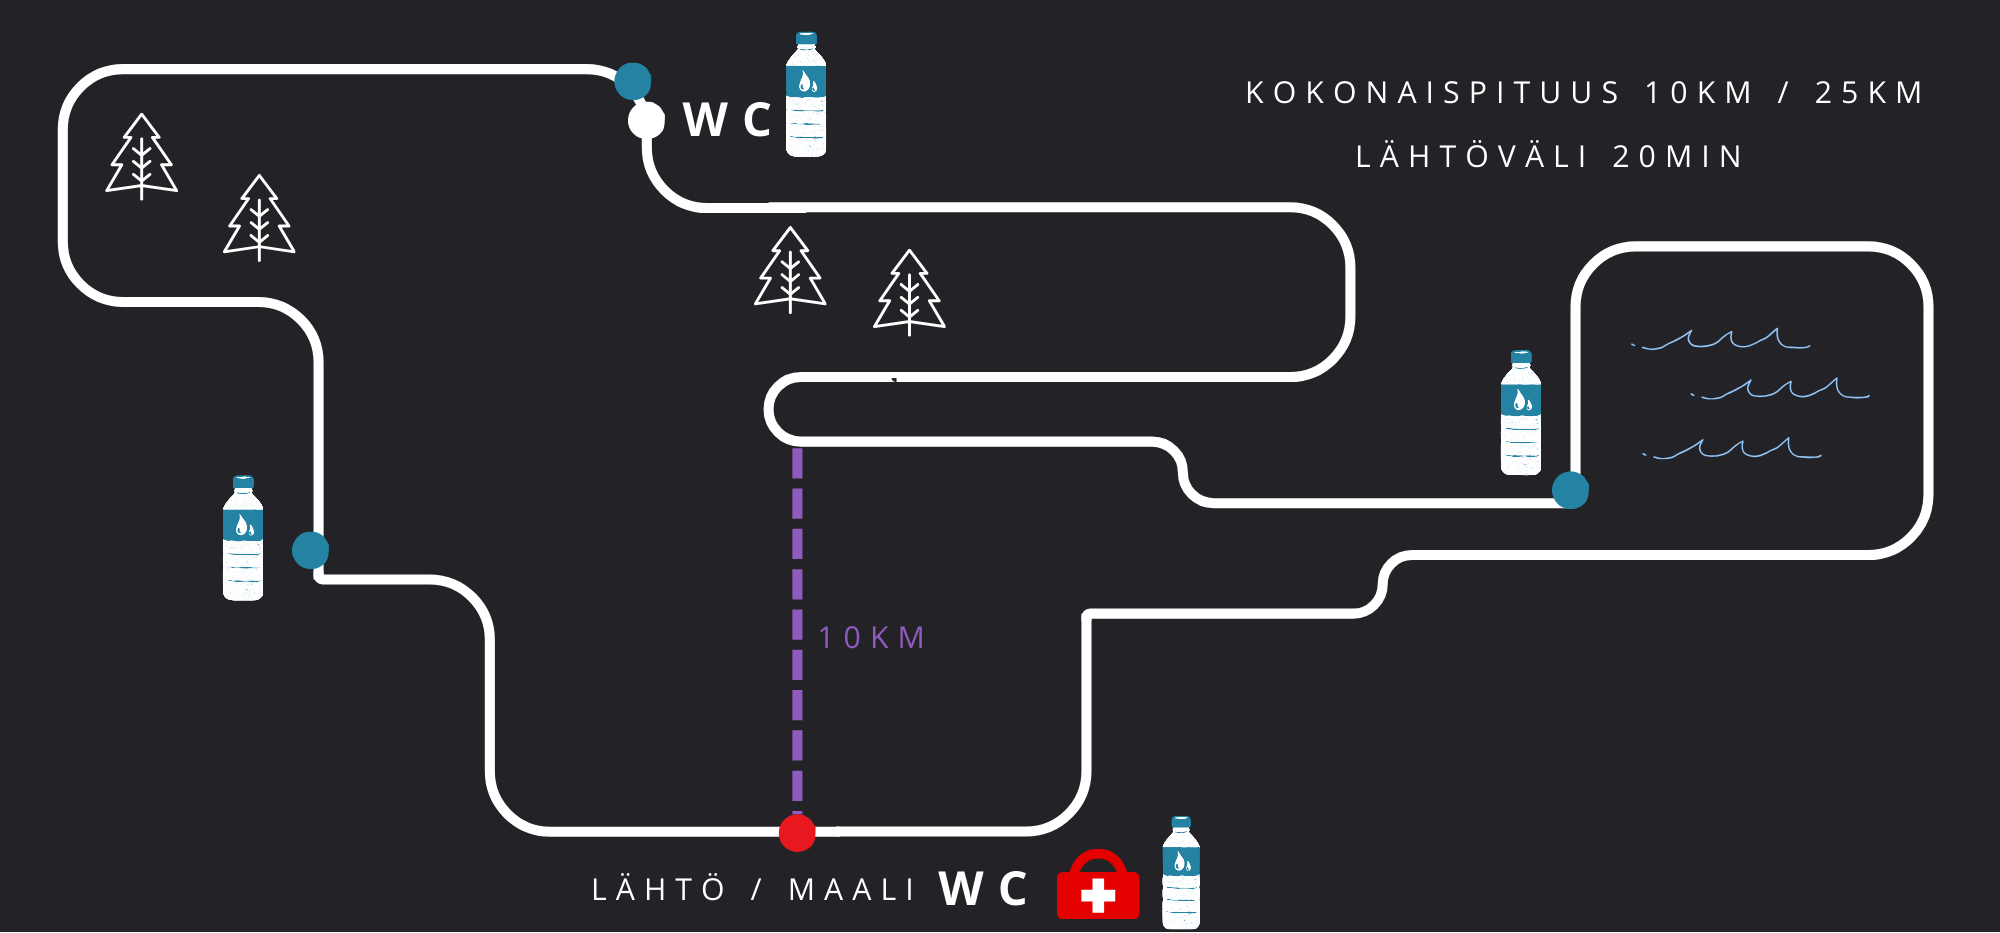 WC
KOKONAISPITUUS 10KM / 25KM
LÄHTÖVÄLI 20MIN
10KM
LÄHTÖ / MAALI WC